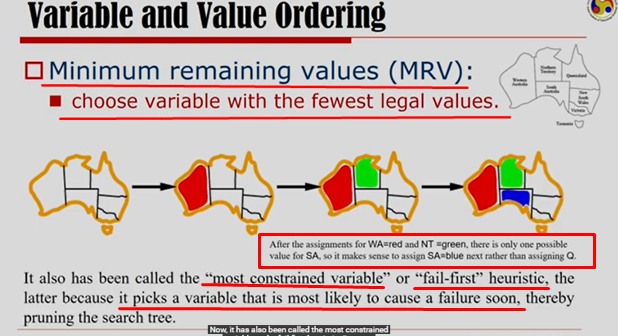 Variable and Value Ordering
Minimum remaining values (MRV):
choose variable with the fewest legal values.
Western
Australia
Northern
Territory
Queensland
South
Australia
New
South
Wales
Victoria
Tasmania
After the assignments for WA=red and NT =green, there is only one possible
value for SA, so it makes sense to assign SA=blue next rather than assigning Q.
It also has been called the “most constrained variable” or “fail-first” heuristic, the
latter because it picks a variable that is most likely to cause a failure soon, thereby
pruning the search tree.
Now, it has also been called the most constrained